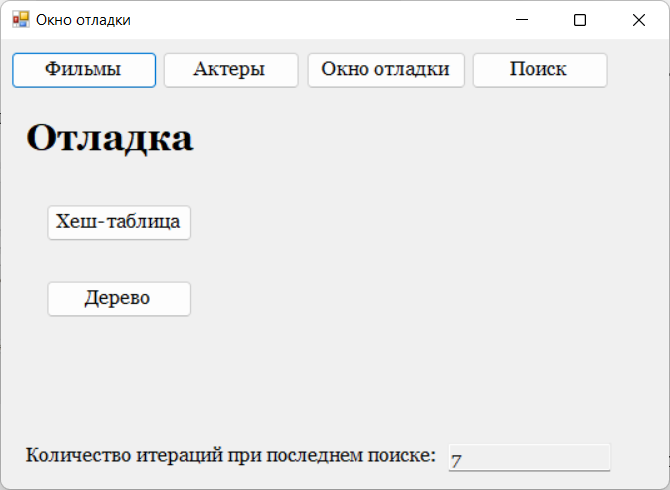 Окно отладки
Фильмы Актеры Окно отладки Поиск
Отладка
Хеш-таблица
Дерево
Количество итераций при последнем поиске: 7